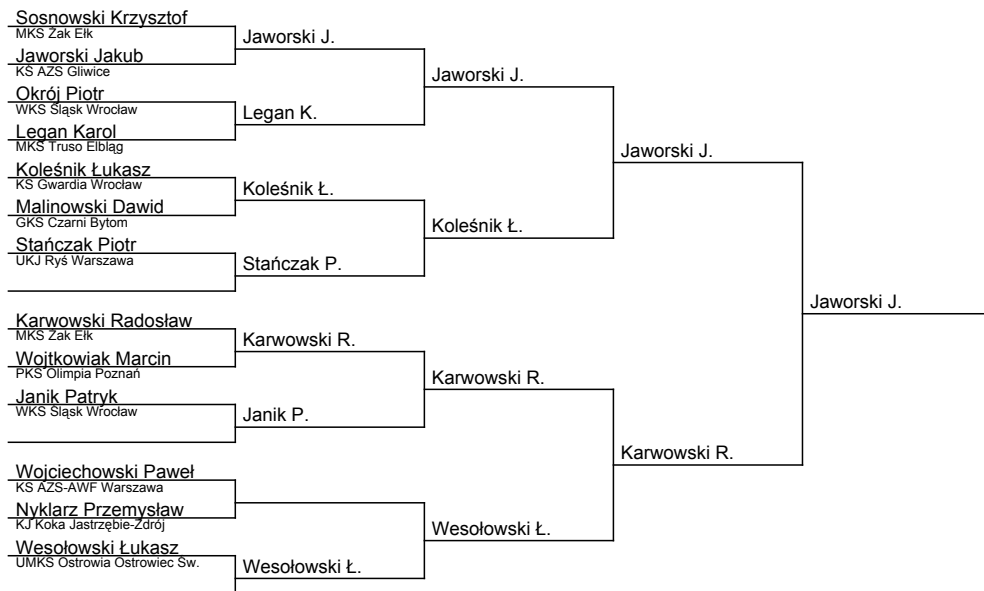 Sosnowski Krzysztof
MKS Żak Ełk
Jaworski Jakub
KS AZS Gliwice
Okrój Piotr
WKS Śląsk Wrocław
Legan Karol
MKS Truso Elbląg
Koleśnik Łukasz
KS Gwardia Wrocław
Malinowski Dawid
GKS Czarni Bytom
Stańczak Piotr
UKJ Ryś Warszawa
Karwowski Radosław
MKS Żak Ełk
Wojtkowiak Marcin
PKS Olimpia Poznań
Janik Patryk
WKS Śląsk Wrocław
Wojciechowski Paweł
KS AZS-AWF Warszawa
Nyklarz Przemysław
KJ Koka Jastrzębie-Zdrój
Wesołowski Łukasz
UMKS Ostrovia Ostrowiec Św.
Jaworski J.
Legan K.
Koleśnik Ł.
Stańczak P.
Karwowski R.
Janik P.
Wesołowski Ł.
Jaworski J.
Koleśnik Ł.
Karwowski R.
Wesołowski Ł.
Jaworski J.
Karwowski R.
Jaworski J.